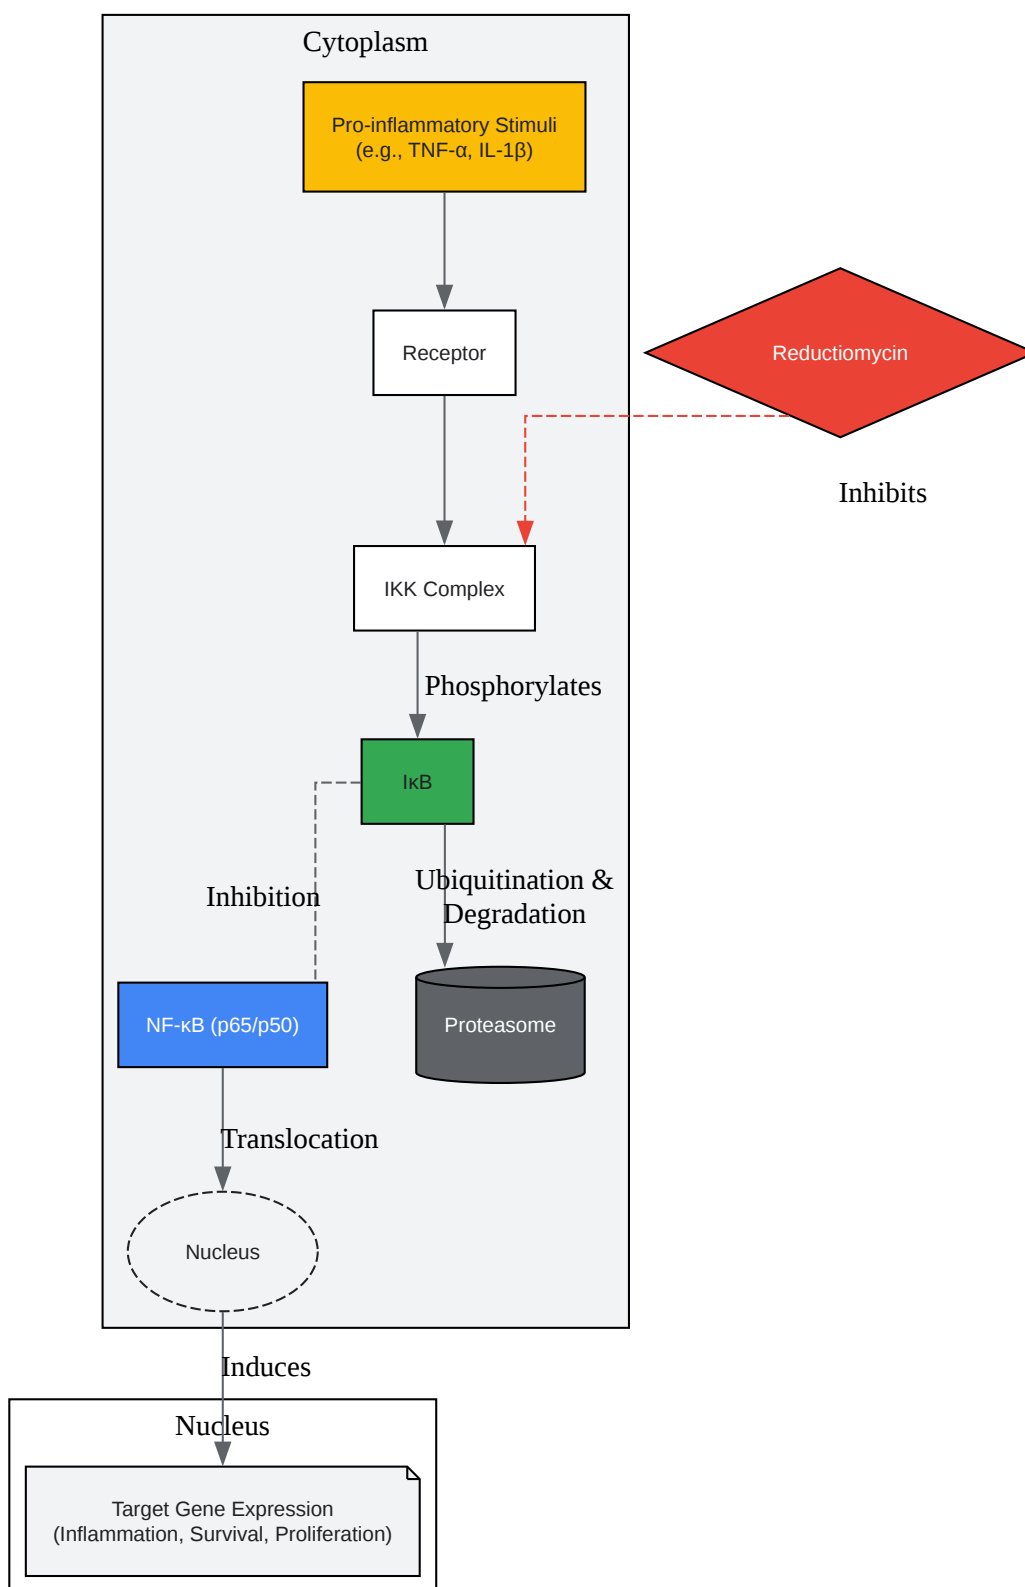 Cytoplasm
Pro-inflammatory Stimuli
(e.g., TNF-α, IL-1β)
Receptor
Reductiomycin
Inhibits
IKK Complex
Phosphorylates
IκB
Ubiquitination &
Degradation
Inhibition
NF-κB (p65/p50)
Proteasome
Translocation
Nucleus
Induces
Nucleus
Target Gene Expression
(Inflammation, Survival, Proliferation)